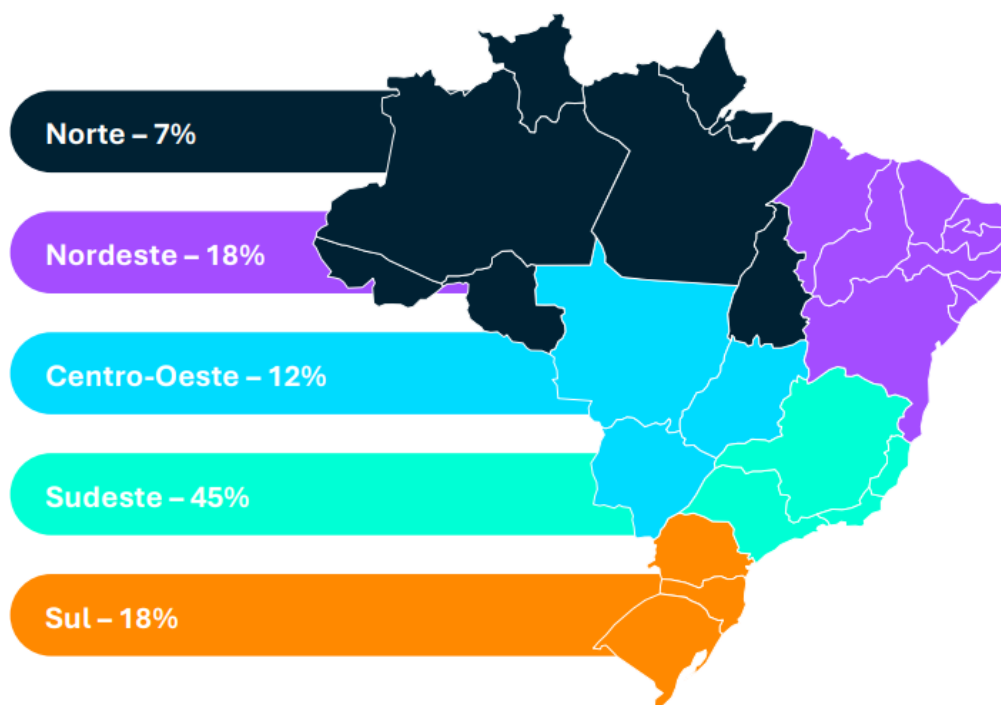 Norte – 7%
Nordeste – 18%
Centro-Oeste – 12%
Sudeste – 45%
Sul – 18%